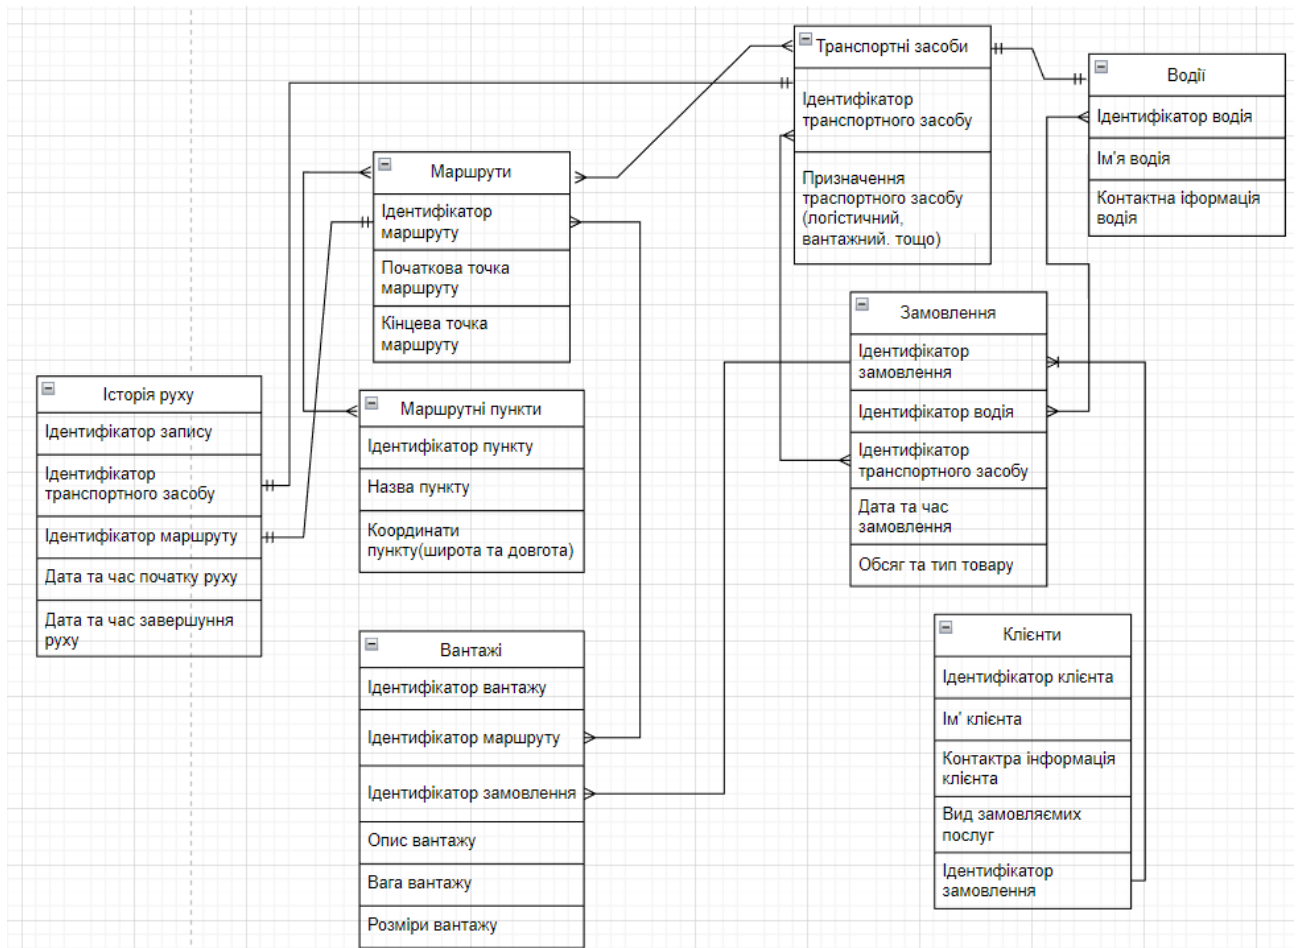 Транспортні засоби
Ідентифікатор
транспортного засобу
Призначення
траспортного засобу
(логістичний,
вантажний. тощо)
Водії
Ідентифікатор водія
Ім'я водія
Контактна іформація
водія
Маршрути
Ідентифікатор
маршруту
Початкова точка
маршруту
Кінцева точка
маршруту
Замовлення
Ідентифікатор
замовлення
Ідентифікатор водія
Ідентифікатор
транспортного засобу
Дата та час
замовлення
Обсяг та тип товару
Історія руху
Ідентифікатор запису
Ідентифікатор
транспортного засобу
Ідентифікатор маршруту
Дата та час початку руху
Дата та час завершуння
руху
Маршрутні пункти
Ідентифікатор пункту
Назва пункту
Координати
пункту(широта та довгота)
Вантажі
Ідентифікатор вантажу
Ідентифікатор маршруту
Ідентифікатор замовлення
Опис вантажу
Вага вантажу
Розміри вантажу
Клієнти
Ідентифікатор клієнта
Ім' клієнта
Контактра інформація
клієнта
Вид замовляємих
послуг
Ідентифікатор
замовлення